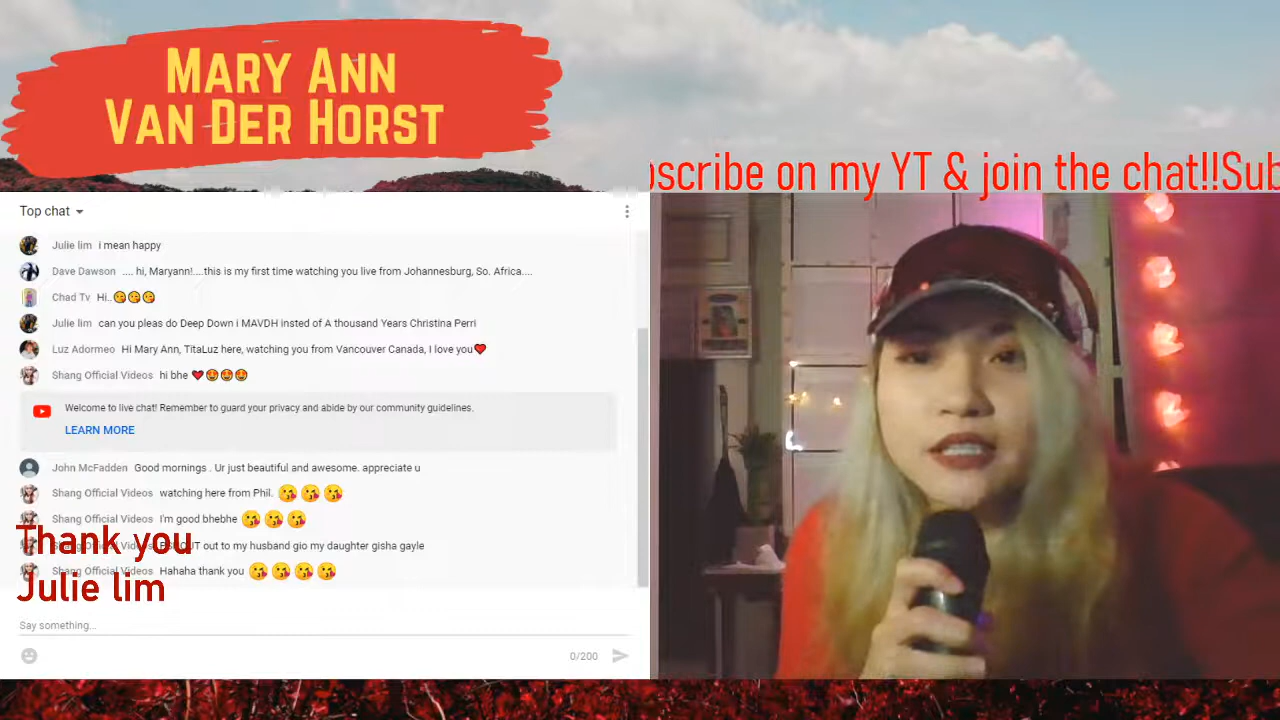 MARY ANN
VAN DER HORST
bscribe on my YT & join the chat!!Sub
Top chat
Julie lim i mean happy
Dave Dawson .... hi, Maryann!....this is my first time watching you live from Johannesburg, So. Africa....
Chad Tv Hi..😘😘😘
Julie lim can you pleas do Deep Down i MAVDH insted of A thousand Years Christina Perri
Luz Adormeo Hi Mary Ann, TitaLuz here, watching you from Vancouver Canada, I love you❤
Shang Official Videos hi bhe ❤😍😍😍
Welcome to live chat! Remember to guard your privacy and abide by our community guidelines.
LEARN MORE
John McFadden Good mornings . Ur just beautiful and awesome. appreciate u
Shang Official Videos watching here from Phil. 😘😘😘
Shang Official Videos I'm good bhebhe 😘😘😘
Shang Official Videos out to my husband gio my daughter gisha gayle
Shang Official Videos Hahaha thank you 😘😘😘😘
Thank you
Julie lim
Say something...
0/200